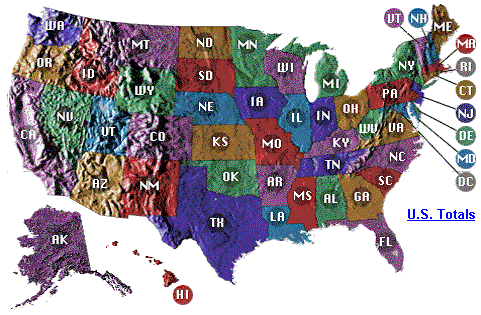 VT
NH
ME
WA
MT
ND
MN
MA
OR
ID
SD
WI
MI
NY
RI
WY
NE
IA
IL
IN
OH
PA
CT
NV
UT
CO
KS
MO
KY
WV
VA
NJ
CA
DE
AZ
NM
OK
AR
TN
NC
MD
DC
TX
LA
MS
AL
GA
SC
U.S. Totals
AK
FL
HI